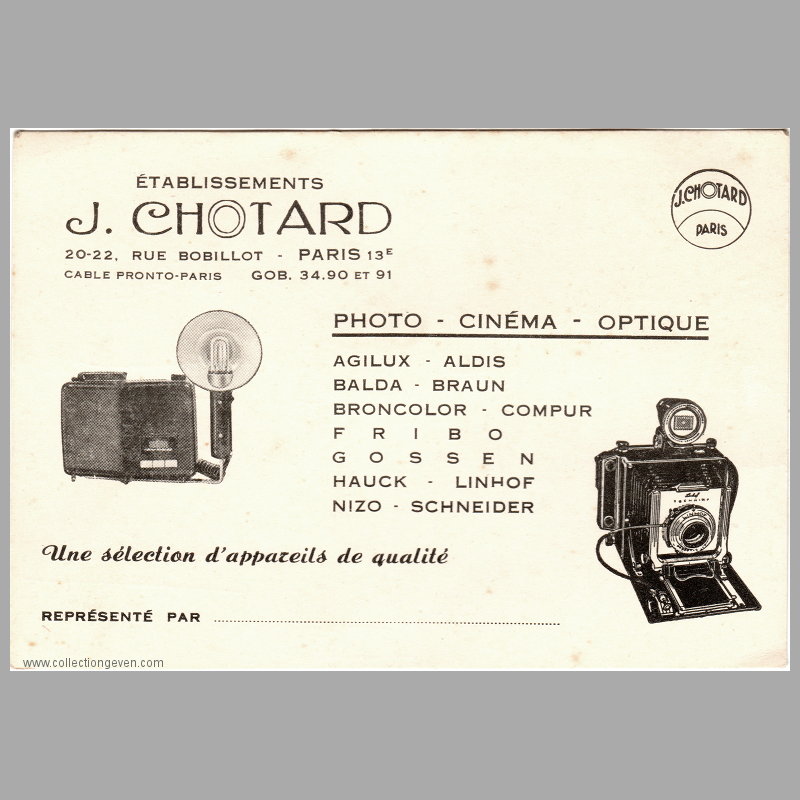 ÉTABLISSEMENTS
J. CHOTARD
20-22, RUE BOBILLOT - PARIS 13E
CABLE PRONTO-PARIS GOB. 34.90 ET 91
J. CHOTARD
PARIS
PHOTO - CINÉMA - OPTIQUE
AGILUX - ALDIS
BALDA - BRAUN
BRONCOLOR - COMPUR
FRIBO
GOSSEN
HAUCK - LINHOF
NIZO - SCHNEIDER
Une sélection d'appareils de qualité
REPRÉSENTÉ PAR
www.collectiongeven.com